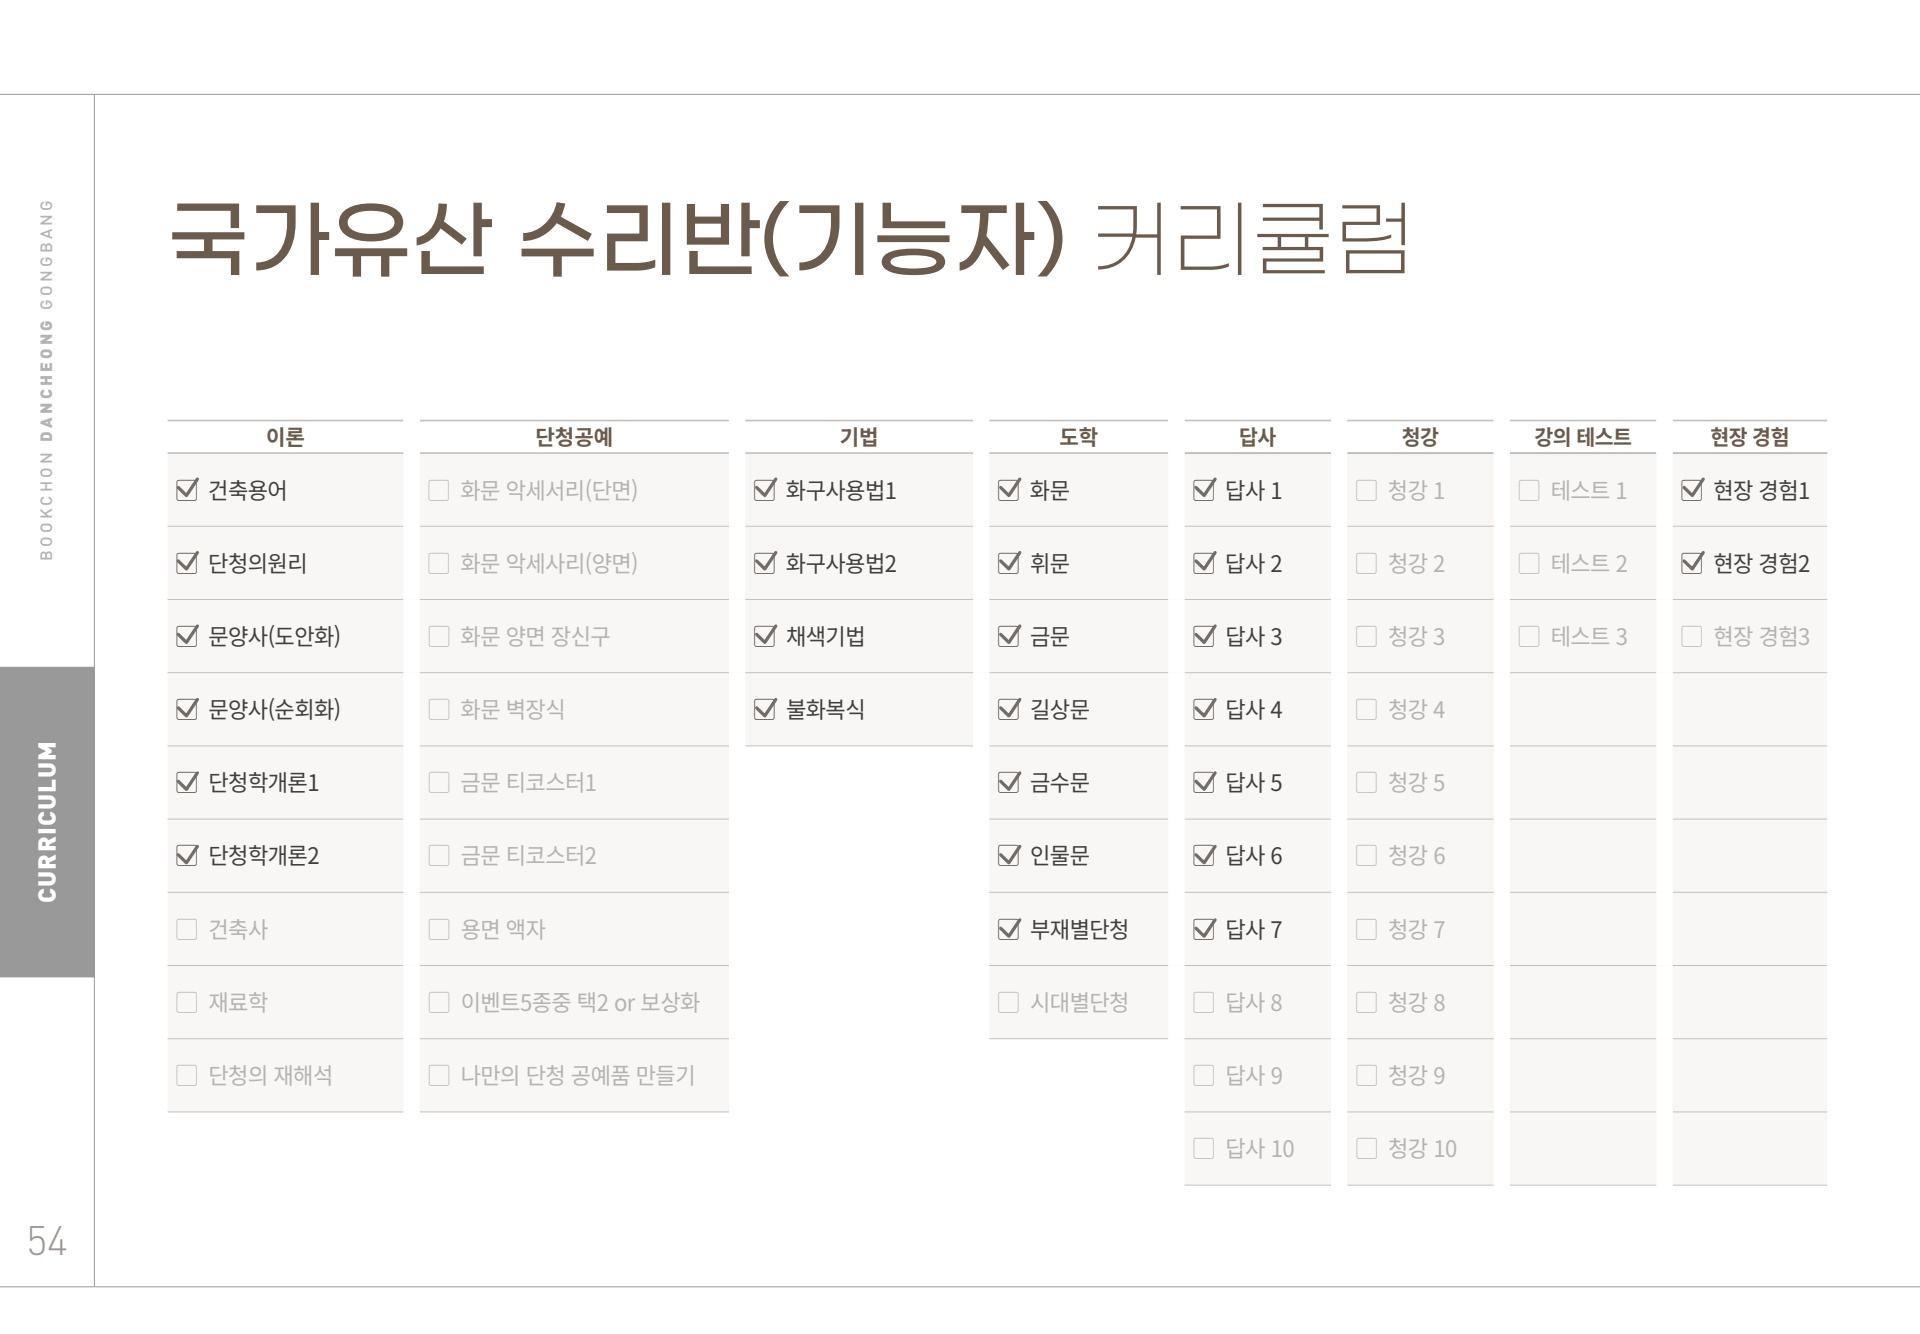 국가유산 수리반(기능자) 커리큘럼
BOOKCHON DANCHEONG GONGBANG
CURRICULUM
54
이론
건축용어
단청의원리
문양사(도안화)
문양사(순회화)
단청학개론1
단청학개론2
건축사
재료학
단청의 재해석
단청공예
화문 악세서리(단면)
화문 악세사리(양면)
화문 양면 장신구
화문 벽장식
금문 티코스터1
금문 티코스터2
용면 액자
이벤트5종중 택2 or 보상화
나만의 단청 공예품 만들기
기법
화구사용법1
화구사용법2
채색기법
불화복식
도학
화문
휘문
금문
길상문
금수문
인물문
부재별단청
시대별단청
답사
답사 1
답사 2
답사 3
답사 4
답사 5
답사 6
답사 7
답사 8
답사 9
답사 10
청강
청강 1
청강 2
청강 3
청강 4
청강 5
청강 6
청강 7
청강 8
청강 9
청강 10
강의 테스트
테스트 1
테스트 2
테스트 3
현장 경험
현장 경험1
현장 경험2
현장 경험3